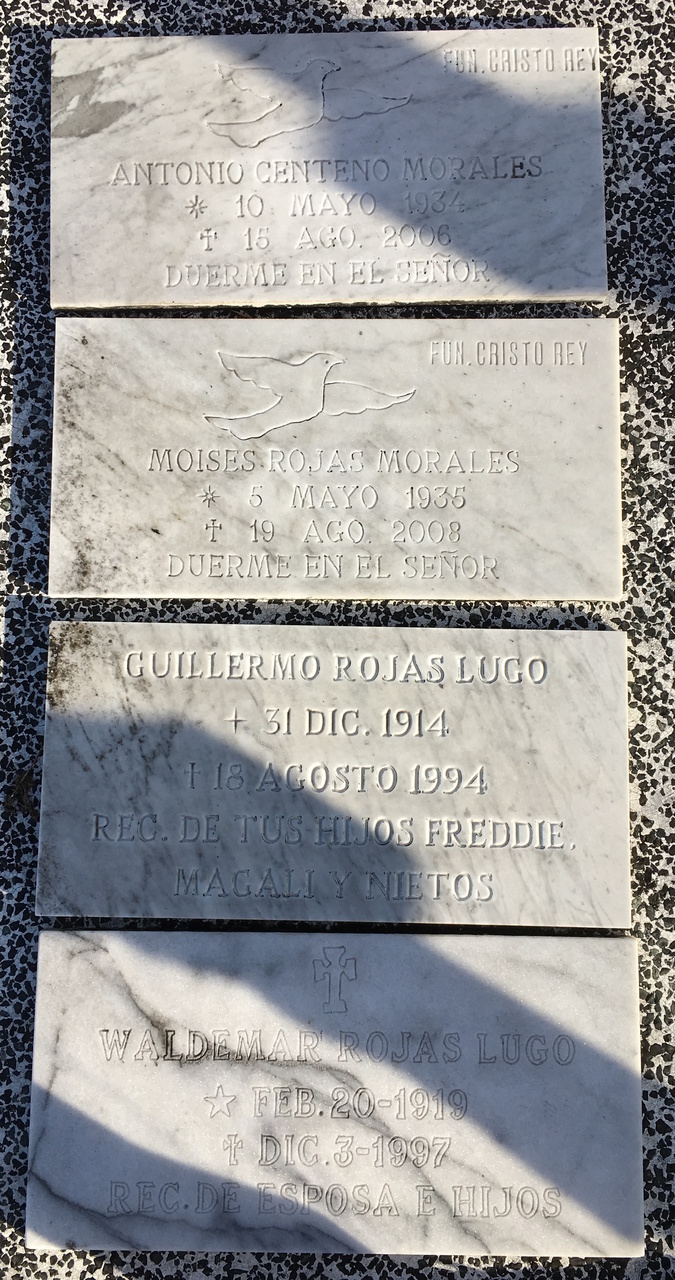 FUN. CRISTO REY
ANTONIO CENTENO MORALES
* 10 MAYO 1934
✝ 15 AGO. 2006
DUERME EN EL SEÑOR
FUN. CRISTO REY
MOISES ROJAS MORALES
* 5 MAYO 1935
✝ 19 AGO. 2008
DUERME EN EL SEÑOR
GUILLERMO ROJAS LUGO
+ 31 DIC. 1914
† 18 AGOSTO 1994
REC. DE TUS HIJOS FREDDIE,
MAGALI Y NIETOS
WALDEMAR ROJAS LUGO
☆ FEB. 20-1919
✝ DIC. 3-1997
REC. DE ESPOSA E HIJOS